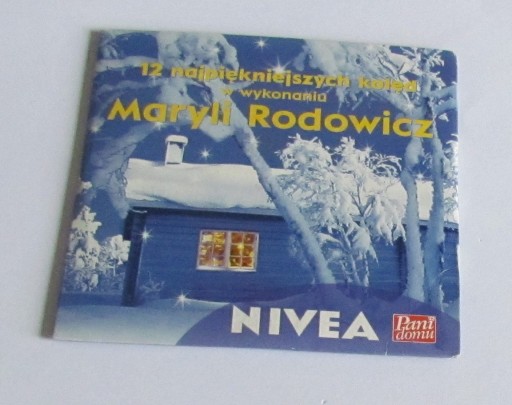 12 najpiękniejszych kolęd
w wykonaniu
Maryli Rodowicz
NIVEA
Pani
domu